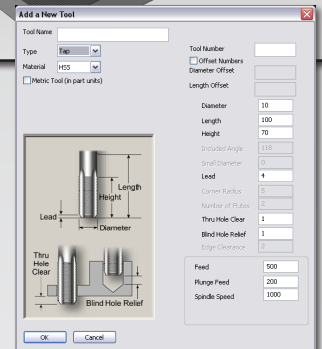 Add a New Tool
Tool Name
Type
Tap
Material
HSS
Metric Tool (in part units)
Tool Number
Offset Numbers
Diameter Offset
Length Offset
Diameter 10
Length 100
Height 70
Included Angle 118
Small Diameter 0
Lead 4
Corner Radius 5
Number of Flutes 2
Thru Hole Clear 1
Blind Hole Relief 1
Edge Clearance 2
Length
Height
Lead
Diameter
Thru
Hole
Clear
Blind Hole Relief
Feed 500
Plunge Feed 200
Spindle Speed 1000
OK
Cancel